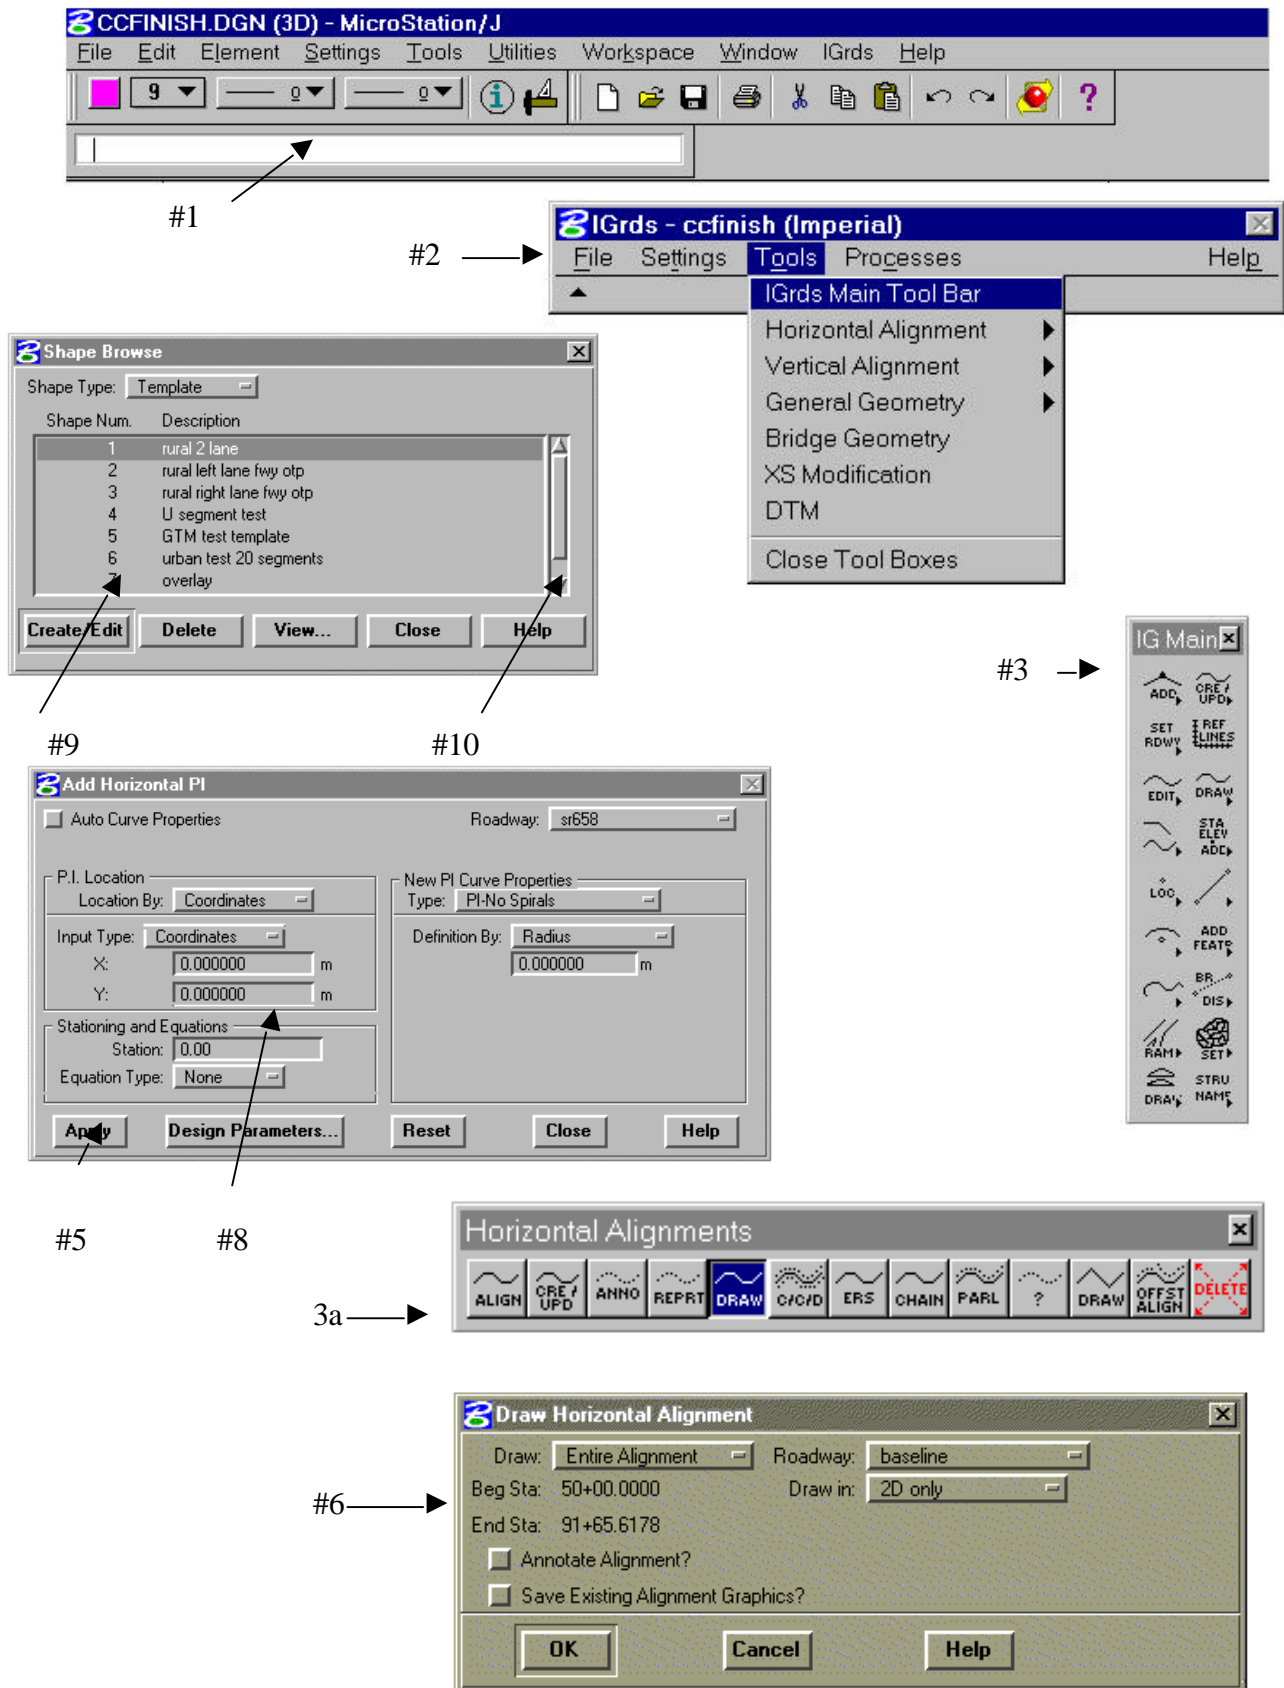 CCFINISH.DGN (3D) - MicroStation/J
File Edit Element Settings Tools Utilities Workspace Window IGrds Help
9 0 0 ?
#1
IGrds - ccfinish (Imperial)
#2
File Settings Tools Processes Help
IGrds Main Tool Bar
Horizontal Alignment
Vertical Alignment
General Geometry
Bridge Geometry
XS Modification
DTM
Close Tool Boxes
Shape Browse
Shape Type: Template
Shape Num. Description
1 rural 2 lane
2 rural left lane fwy otp
3 rural right lane fwy otp
4 U segment test
5 GTM test template
6 urban test 20 segments
7 overlay
Create/Edit Delete View... Close Help
#9 #10
#3
IG Main
ADD CRE/ UPD
SET RDWY REF LINES
EDIT DRAW
STA ELEV ADD
LOC
ADD FEATR
BR DIS
RAM SET
DRAW STRU NAME
Add Horizontal PI
Auto Curve Properties Roadway: sr658
P.I. Location
Location By: Coordinates
Input Type: Coordinates
X: 0.000000 m
Y: 0.000000 m
New PI Curve Properties
Type: PI-No Spirals
Definition By: Radius
0.000000 m
Stationing and Equations
Station: 0.00
Equation Type: None
Apply Design Parameters... Reset Close Help
#5 #8
Horizontal Alignments
3a
ALIGN CRE/ UPD ANNO REPRT DRAW C/C/D ERS CHAIN PARL ? DRAW OFFST ALIGN DELETE
Draw Horizontal Alignment
#6
Draw: Entire Alignment Roadway: baseline
Beg Sta: 50+00.0000 Draw in: 2D only
End Sta: 91+65.6178
Annotate Alignment?
Save Existing Alignment Graphics?
OK Cancel Help